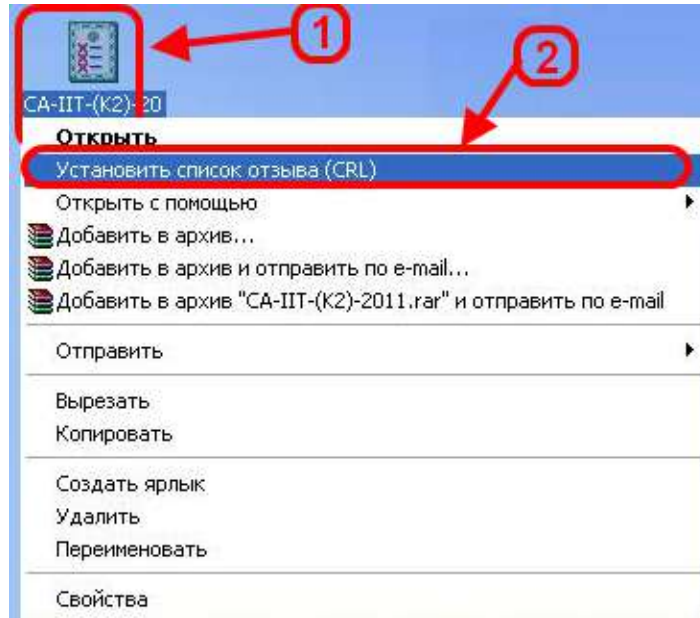 1
2
CA-IIT-(K2)-20
Открыть
Установить список отзыва (CRL)
Открыть с помощью
Добавить в архив...
Добавить в архив и отправить по e-mail...
Добавить в архив "CA-IIT-(K2)-2011.rar" и отправить по e-mail
Отправить
Вырезать
Копировать
Создать ярлык
Удалить
Переименовать
Свойства